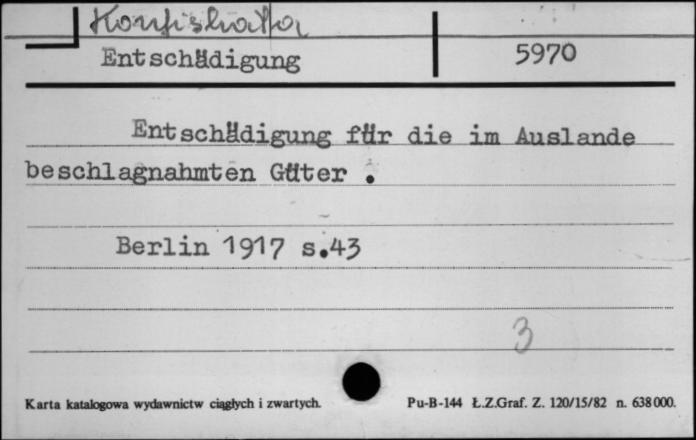 Konfiskata
Entschädigung 5970
Entschädigung für die im Auslande
beschlagnahmten Güter .
Berlin 1917 s.43
3
Karta katalogowa wydawnictw ciągłych i zwartych. Pu-B-144 Ł.Z.Graf. Z. 120/15/82 n. 638000.